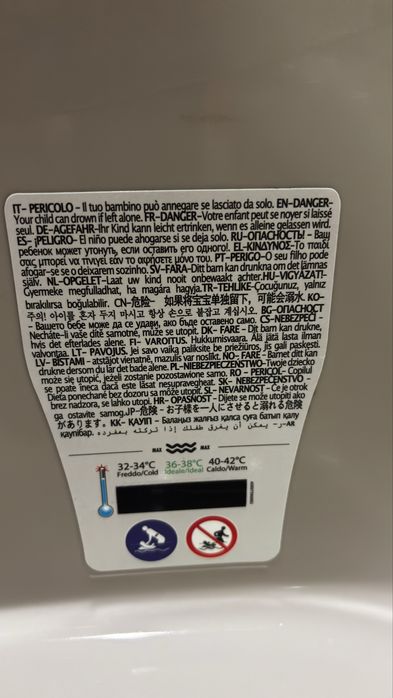 IT- PERICOLO - Il tuo bambino può annegare se lasciato da solo. EN-DANGER-
Your child can drown if left alone. FR-DANGER-Votre enfant peut se noyer si laissé
seul. DE-AGEFAHR-Ihr Kind kann leicht ertrinken, wenn es alleine gelassen wird.
ES- ¡PELIGRO- El niño puede ahogarse si se deja solo. RU-ОПАСНОСТЬ! - Ваш
ребенок может утонуть, если оставить его одного!. EL-ΚΙΝΔΥΝΟΣ-Το παιδί
σας μπορεί να πνιγεί εάν το αφήσετε μόνο του. PT-PERIGO-O seu filho pode
afogar-se se o deixarem sozinho. SV-FARA-Ditt barn kan drunkna om det lämnas
själv. NL-OPGELET-Laat uw kind nooit onbewaakt achter. HU-VIGYÁZAT!-
Gyermeke megfulladhat, ha magára hagyja. TR-TEHLİKE-Çocuğunuz, yalnız
bırakılırsa boğulabilir. CN-危险- 如果将宝宝单独留下，可能会溺水. KO-
주의! 아이를 혼자 두지 마시고 항상 손으로 붙잡고 계십시오. BG-ОПАСНОСТ
- Вашето бебе може да се удави, ако бъде оставено само. CS-NEBEZPEČÍ -
Necháte-li vaše dítě samotné, může se utopit. DK- FARE - Dit barn kan drukne,
hvis det efterlades alene. FI- VAROITUS. Hukkumisvaara. Älä jätä lasta ilman
valvontaa. LT- PAVOJUS. Jei savo vaiką paliksite be priežiūros, jis gali paskęsti.
LV- BĪSTAMI - atstājot vienatnē, mazulis var noslīkt. NO- FARE - Barnet ditt kan
drukne dersom du lar det bade alene. PL-NIEBEZPIECZEŃSTWO-Twoje dziecko
może się utopić, jeżeli zostanie pozostawione samo. RO - PERICOL- Copilul
se poate îneca dacă este lăsat nesupravegheat. SK- NEBEZPEČENSTVO -
Dieťa ponechané bez dozoru sa môže utopiť. SL- NEVARNOST - Če je otrok
brez nadzora, se lahko utopi. HR- OPASNOST - Dijete se može utopiti ako
ga ostavite samog. JP-危険 - お子様を一人にさせると溺れる危険
があります。KK- ҚАУІП - Балаңыз жалғыз қалса суға батып қалу
қаупі бар. AR-خطر - يمكن أن يغرق طفلك إذا تركته بمفرده
MAX MAX
32-34°C 36-38°C 40-42°C
Freddo/Cold Ideale/Ideal Caldo/Warm